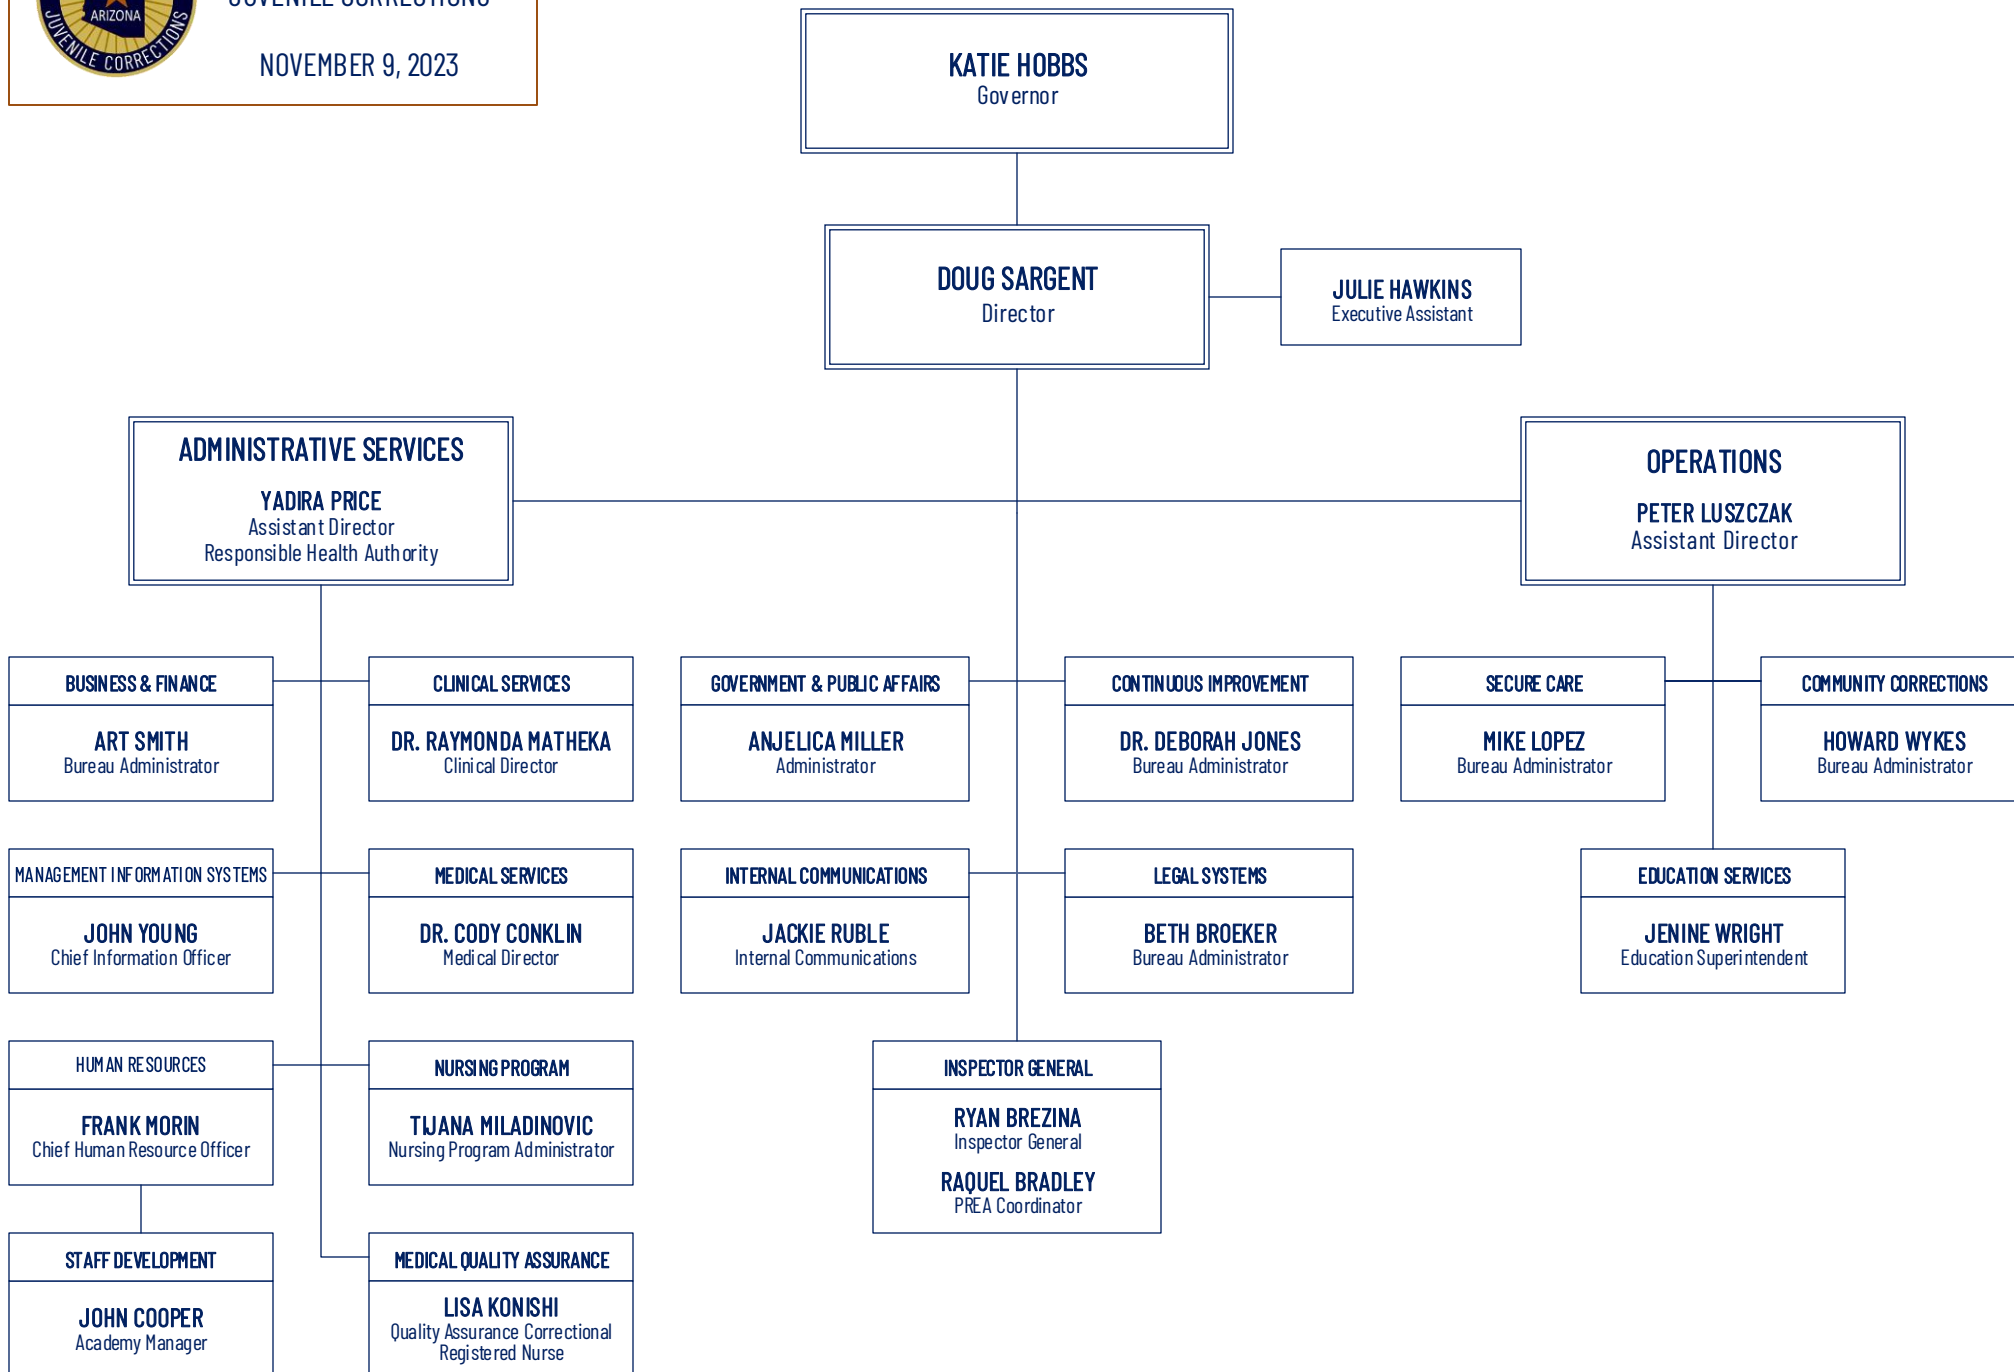 ARIZONA
JUVENILE CORRECTIONS
NOVEMBER 9, 2023
KATIE HOBBS
Governor
DOUG SARGENT
Director
JULIE HAWKINS
Executive Assistant
ADMINISTRATIVE SERVICES
YADIRA PRICE
Assistant Director
Responsible Health Authority
OPERATIONS
PETER LUSZCZAK
Assistant Director
BUSINESS & FINANCE
ART SMITH
Bureau Administrator
CLINICAL SERVICES
DR. RAYMONDA MATHEKA
Clinical Director
GOVERNMENT & PUBLIC AFFAIRS
ANJELICA MILLER
Administrator
CONTINUOUS IMPROVEMENT
DR. DEBORAH JONES
Bureau Administrator
SECURE CARE
MIKE LOPEZ
Bureau Administrator
COMMUNITY CORRECTIONS
HOWARD WYKES
Bureau Administrator
MANAGEMENT INFORMATION SYSTEMS
JOHN YOUNG
Chief Information Officer
MEDICAL SERVICES
DR. CODY CONKLIN
Medical Director
INTERNAL COMMUNICATIONS
JACKIE RUBLE
Internal Communications
LEGAL SYSTEMS
BETH BROEKER
Bureau Administrator
EDUCATION SERVICES
JENINE WRIGHT
Education Superintendent
HUMAN RESOURCES
FRANK MORIN
Chief Human Resource Officer
NURSING PROGRAM
TIJANA MILADINOVIC
Nursing Program Administrator
INSPECTOR GENERAL
RYAN BREZINA
Inspector General
RAQUEL BRADLEY
PREA Coordinator
STAFF DEVELOPMENT
JOHN COOPER
Academy Manager
MEDICAL QUALITY ASSURANCE
LISA KONISHI
Quality Assurance Correctional
Registered Nurse